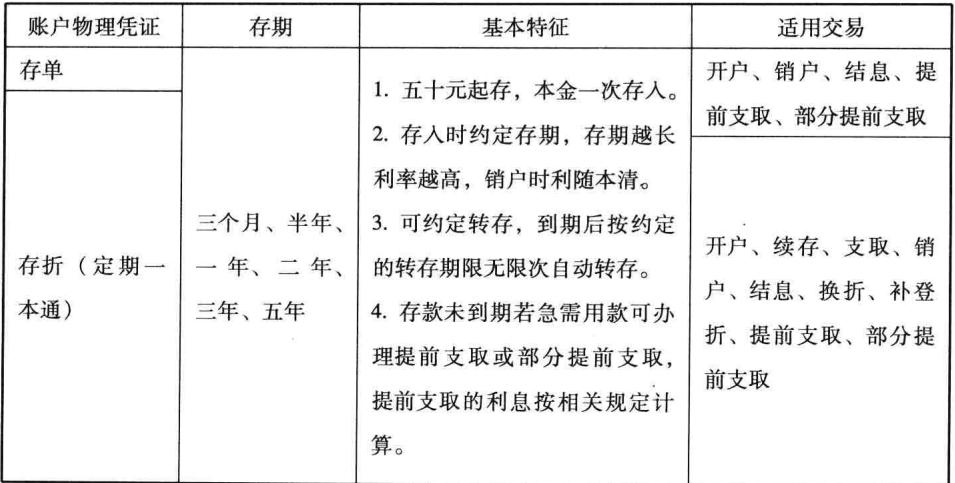 账户物理凭证
存期
基本特征
适用交易
存单
存折（定期一
本通）
三个月、半年、
一年、二年、
三年、五年
1. 五十元起存，本金一次存入。
2. 存入时约定存期，存期越长
利率越高，销户时利随本清。
3. 可约定转存，到期后按约定
的转存期限无限次自动转存。
4. 存款未到期若急需用款可办
理提前支取或部分提前支取，
提前支取的利息按相关规定计
算。
开户、销户、结息、提
前支取、部分提前支取
开户、续存、支取、销
户、结息、换折、补登
折、提前支取、部分提
前支取